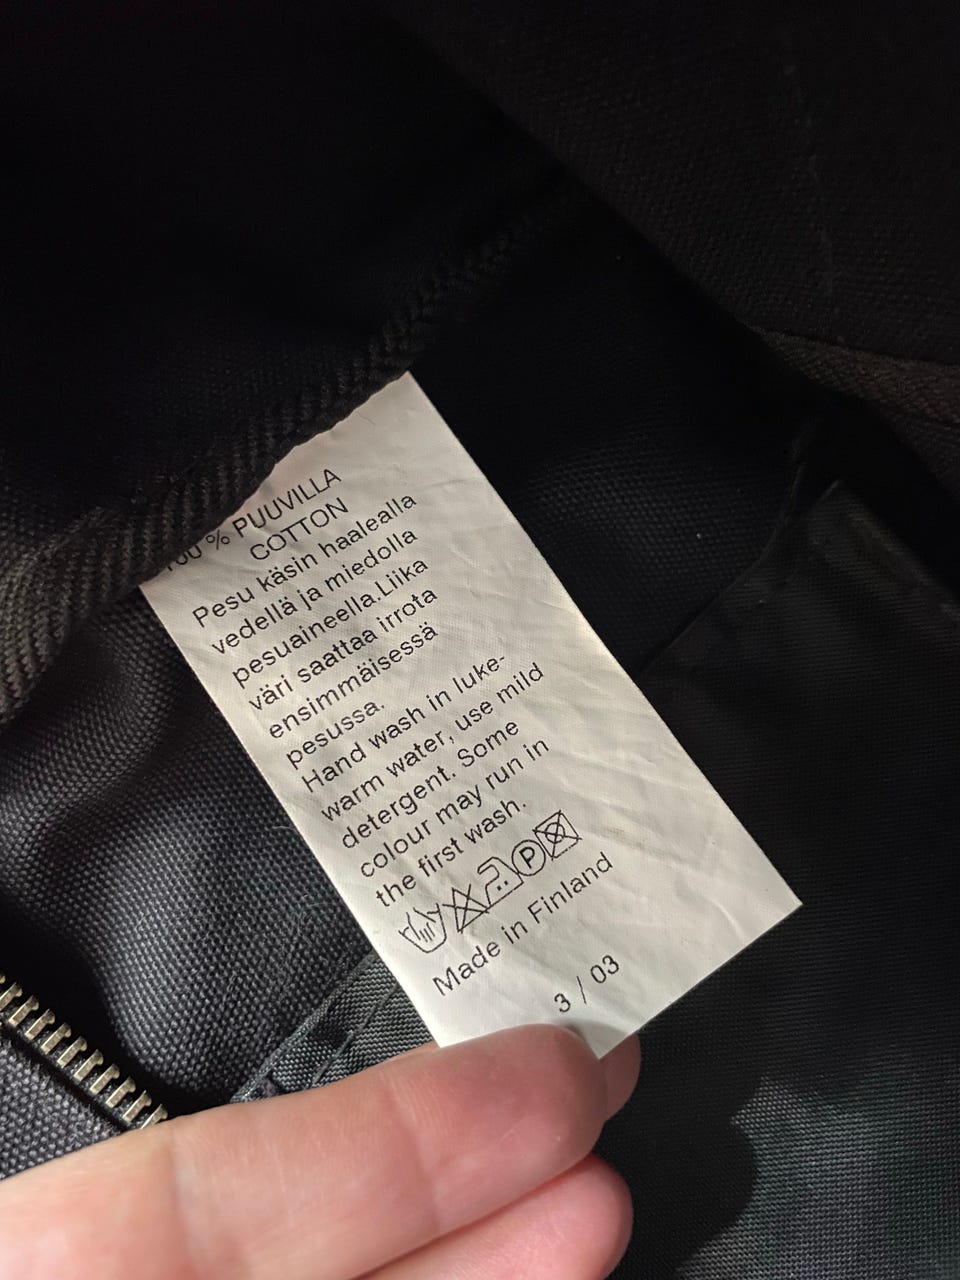 100 % PUUVILLA
COTTON
Pesu käsin haalealla
vedellä ja miedolla
pesuaineella.Liika
väri saattaa irrota
ensimmäisessä
pesussa.
Hand wash in luke-
warm water, use mild
detergent. Some
colour may run in
the first wash.
P
Made in Finland
3 / 03